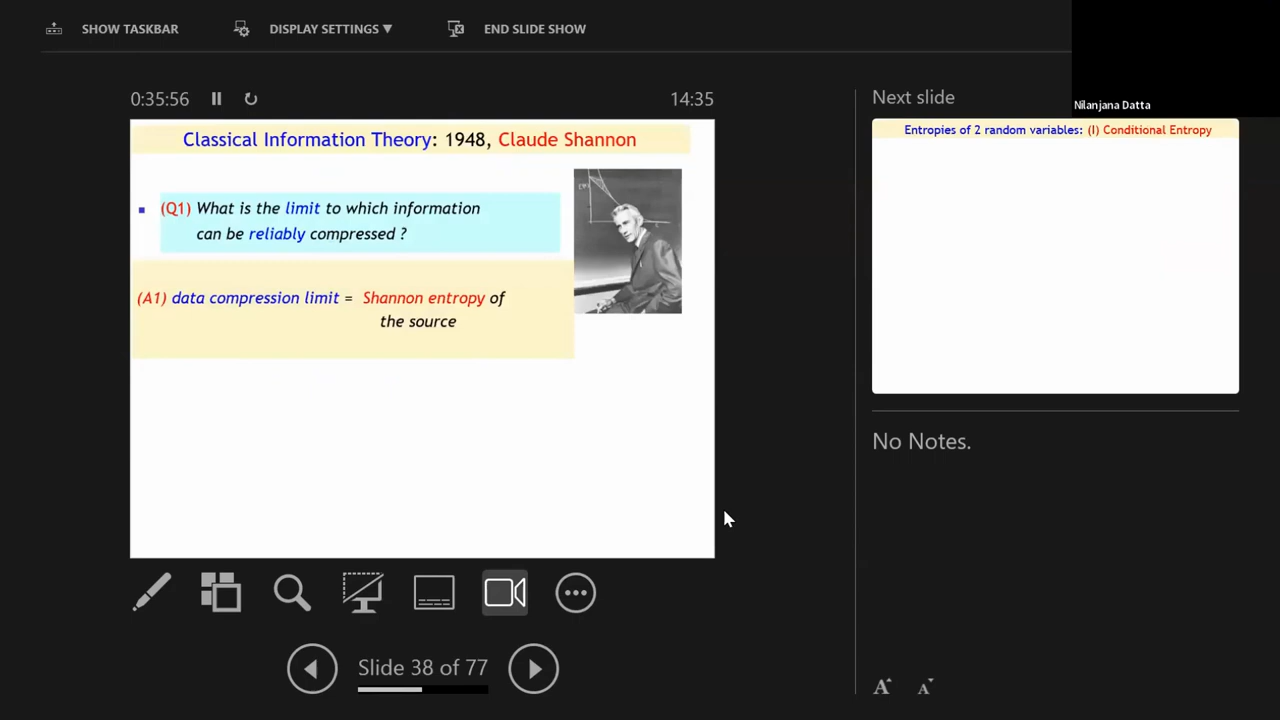 SHOW TASKBAR
DISPLAY SETTINGS ▼
END SLIDE SHOW
0:35:56
14:35
Next slide
Nilanjana Datta
Classical Information Theory: 1948, Claude Shannon
(Q1) What is the limit to which information
can be reliably compressed ?
(A1) data compression limit = Shannon entropy of
the source
Entropies of 2 random variables: (I) Conditional Entropy
No Notes.
Slide 38 of 77
A A